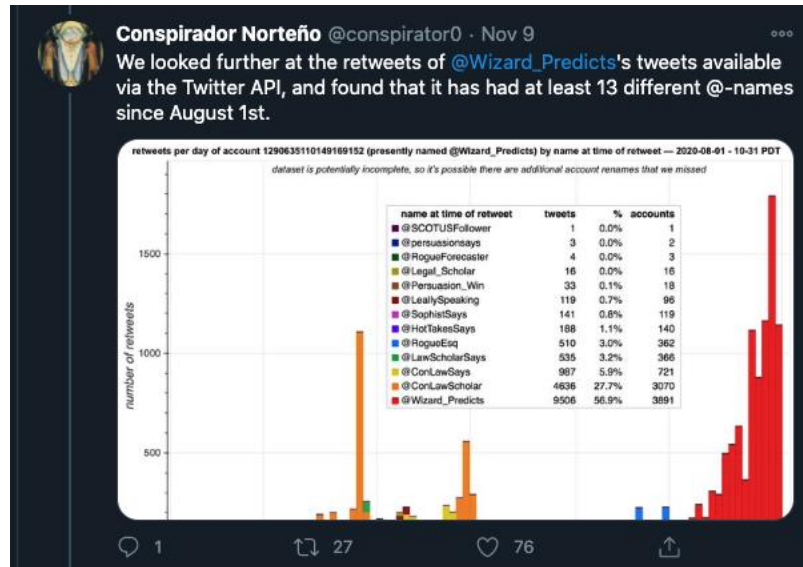 Conspirador Norteño @conspirator0 · Nov 9
We looked further at the retweets of @Wizard_Predicts's tweets available
via the Twitter API, and found that it has had at least 13 different @-names
since August 1st.
retweets per day of account 1290635110149169152 (presently named @Wizard_Predicts) by name at time of retweet — 2020-08-01 - 10-31 PDT
dataset is potentially incomplete, so it's possible there are additional account renames that we missed
name at time of retweet tweets % accounts
@SCOTUSFollower 1 0.0% 1
@persuasionsays 3 0.0% 2
@RogueForecaster 4 0.0% 3
@Legal_Scholar 16 0.0% 16
@Persuasion_Win 33 0.1% 18
@LeallySpeaking 119 0.7% 96
@SophistSays 141 0.8% 119
@HotTakesSays 188 1.1% 140
@RogueEsq 510 3.0% 362
@LawScholarSays 535 3.2% 366
@ConLawSays 987 5.9% 721
@ConLawScholar 4636 27.7% 3070
@Wizard_Predicts 9506 56.9% 3891
number of retweets
1500
1000
500
1 27 76